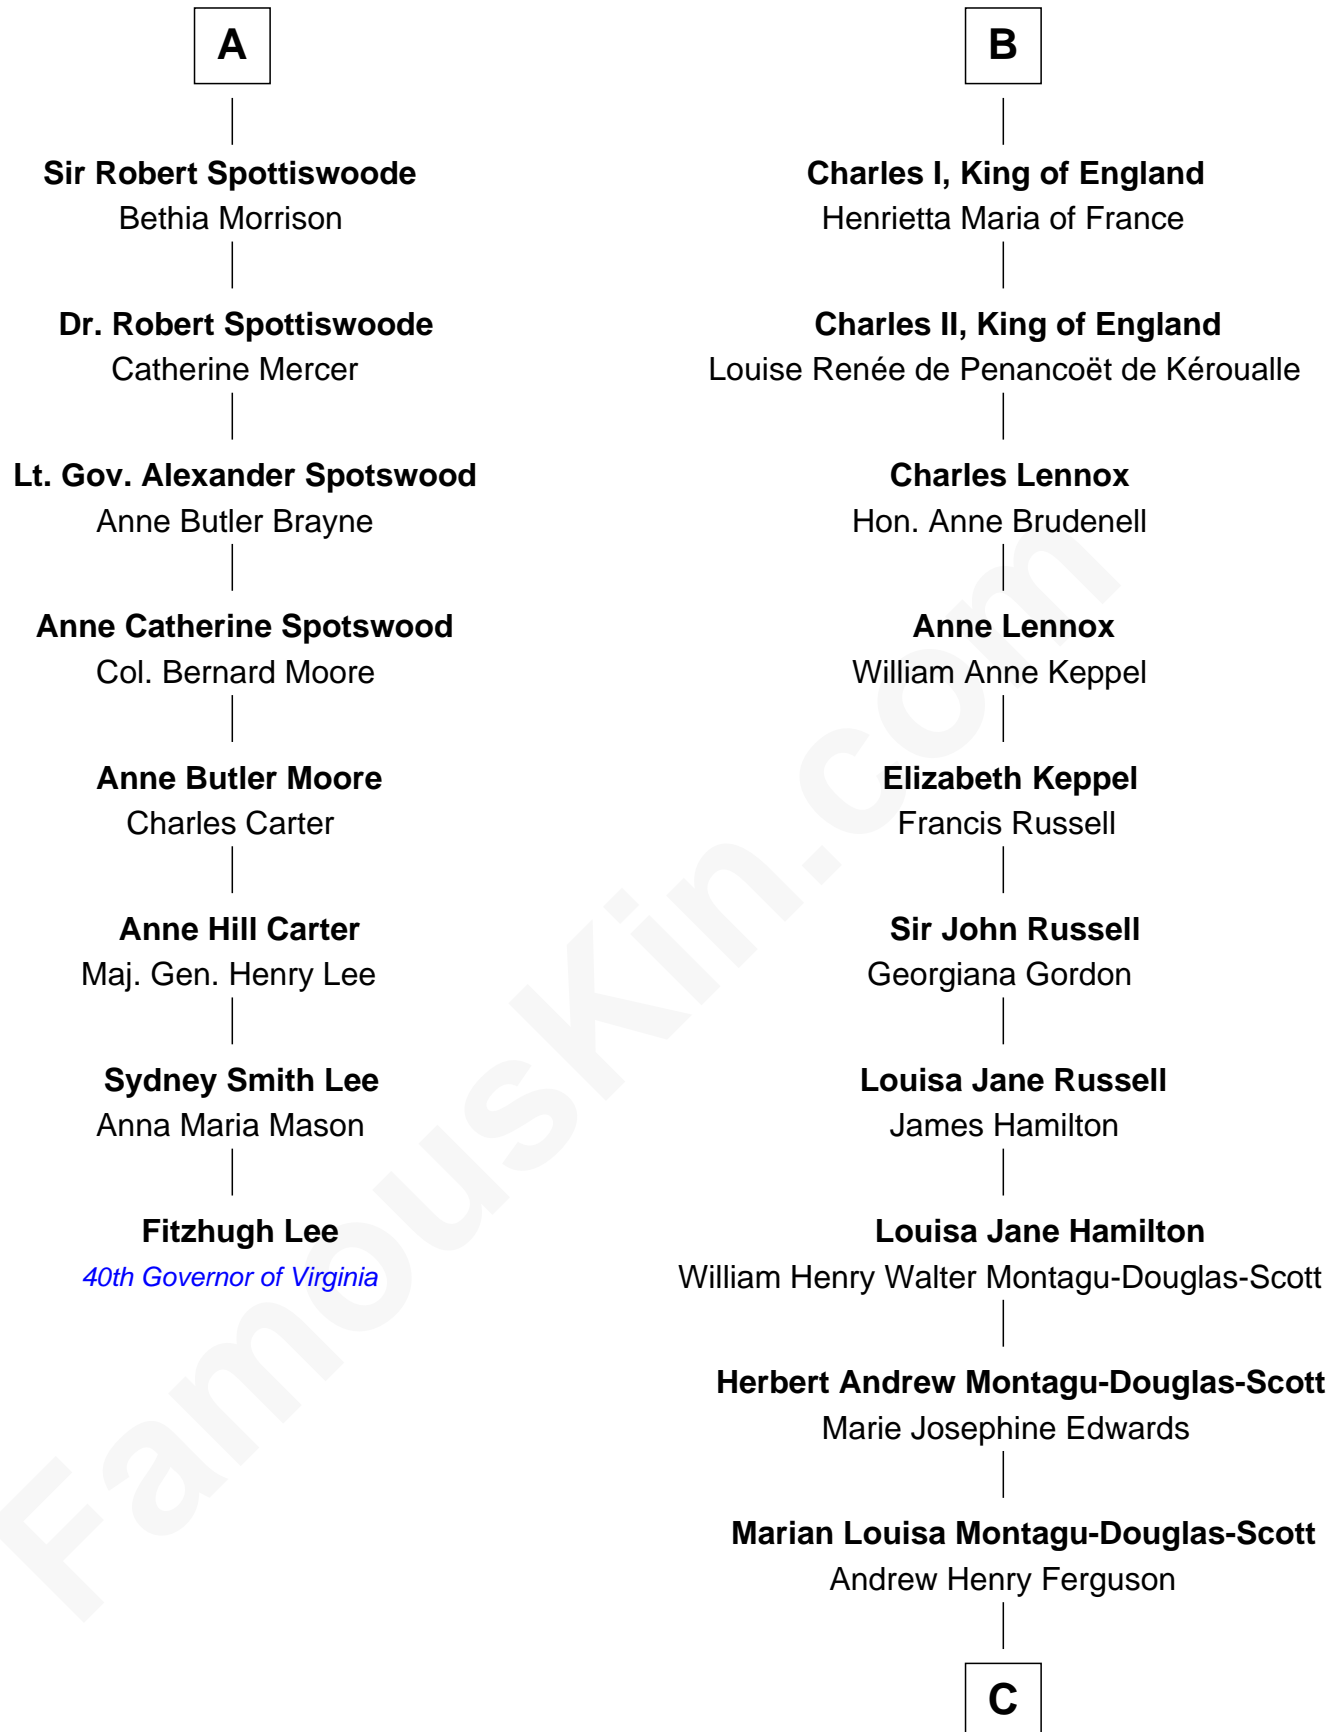 A
Sir Robert Spottiswoode
Bethia Morrison
Dr. Robert Spottiswoode
Catherine Mercer
Lt. Gov. Alexander Spotswood
Anne Butler Brayne
Anne Catherine Spotswood
Col. Bernard Moore
Anne Butler Moore
Charles Carter
Anne Hill Carter
Maj. Gen. Henry Lee
Sydney Smith Lee
Anna Maria Mason
Fitzhugh Lee
40th Governor of Virginia
B
Charles I, King of England
Henrietta Maria of France
Charles II, King of England
Louise Renée de Penancoët de Kéroualle
Charles Lennox
Hon. Anne Brudenell
Anne Lennox
William Anne Keppel
Elizabeth Keppel
Francis Russell
Sir John Russell
Georgiana Gordon
Louisa Jane Russell
James Hamilton
Louisa Jane Hamilton
William Henry Walter Montagu-Douglas-Scott
Herbert Andrew Montagu-Douglas-Scott
Marie Josephine Edwards
Marian Louisa Montagu-Douglas-Scott
Andrew Henry Ferguson
C
FamousKin.com